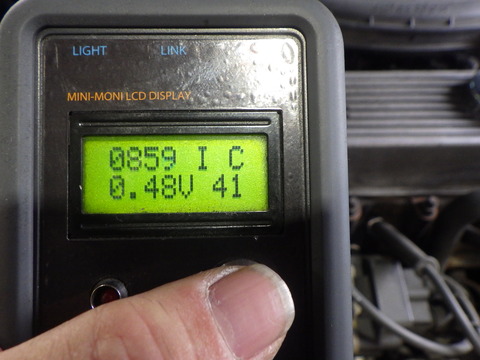 LIGHT LINK
MINI-MONI LCD DISPLAY
0859 I C
0.48V 41